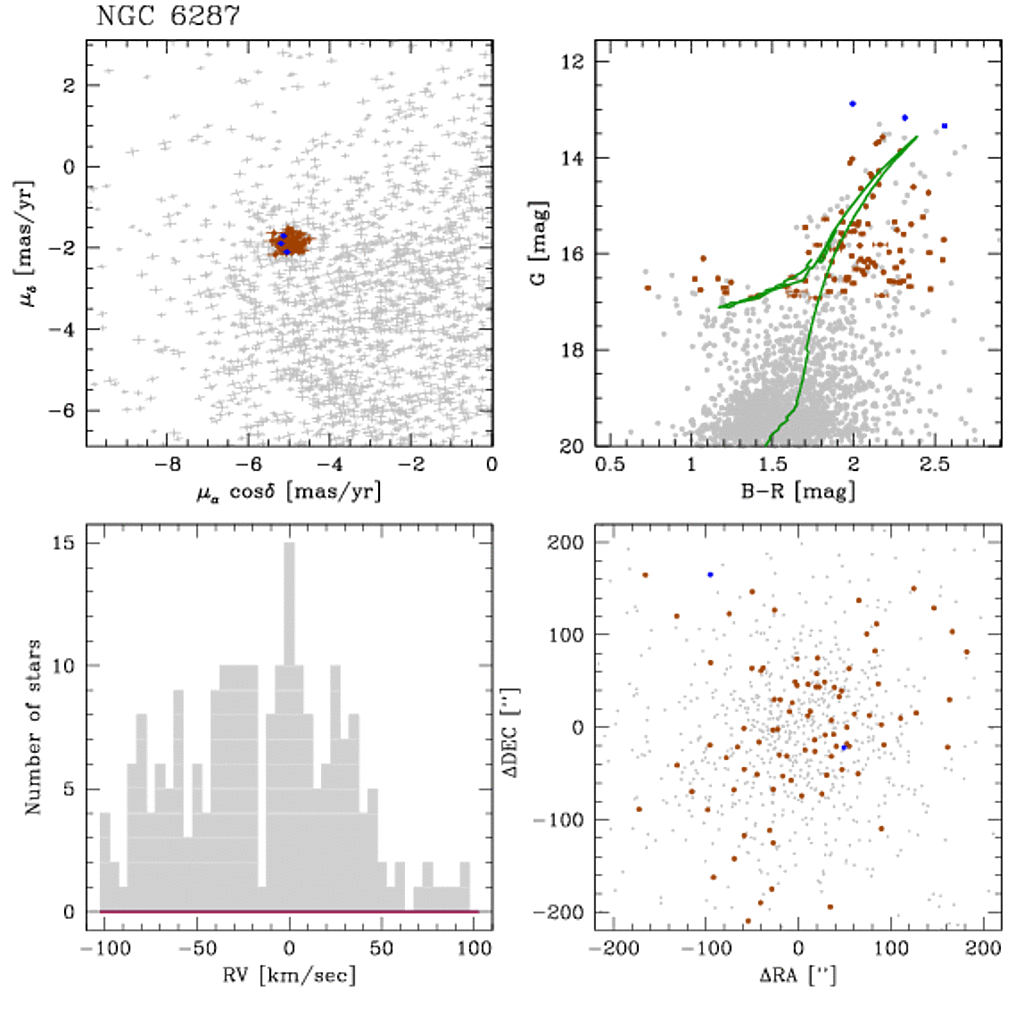 NGC 6287
2
0
−2
−4
−6
μδ [mas/yr]
−8 −6 −4 −2 0
μα cosδ [mas/yr]
12
14
16
18
20
G [mag]
0.5 1 1.5 2 2.5
B−R [mag]
15
10
5
0
Number of stars
−100 −50 0 50 100
RV [km/sec]
200
100
0
−100
−200
ΔDEC ["]
−200 −100 0 100 200
ΔRA ["]